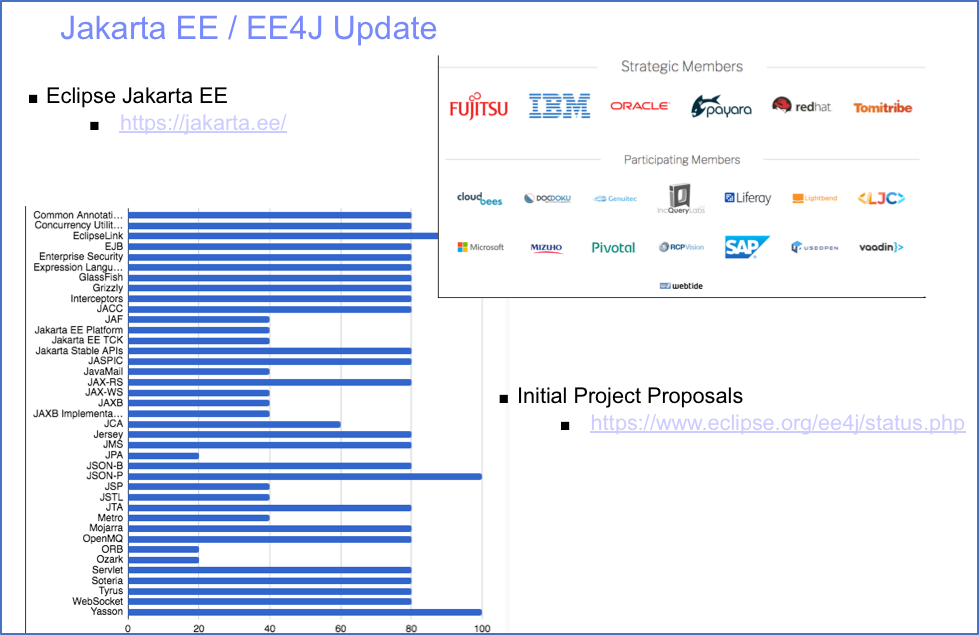 Jakarta EE / EE4J Update
■ Eclipse Jakarta EE
■ https://jakarta.ee/
Strategic Members
FUJITSU IBM ORACLE payara redhat Tomitribe
Participating Members
cloudbees DOCDOKU Genuitec IncQueryLabs Liferay Lightbend <LJC>
Microsoft MIZUHO Pivotal RCPVision SAP USEOPEN vaadin}>
webtide
Common Annotati…
Concurrency Utilit…
EclipseLink
EJB
Enterprise Security
Expression Langu…
GlassFish
Grizzly
Interceptors
JACC
JAF
Jakarta EE Platform
Jakarta EE TCK
Jakarta Stable APIs
JASPIC
JavaMail
JAX-RS
JAX-WS
JAXB
JAXB Implementa…
JCA
Jersey
JMS
JPA
JSON-B
JSON-P
JSP
JSTL
JTA
Metro
Mojarra
OpenMQ
ORB
Ozark
Servlet
Soteria
Tyrus
WebSocket
Yasson
0 20 40 60 80 100
■ Initial Project Proposals
■ https://www.eclipse.org/ee4j/status.php